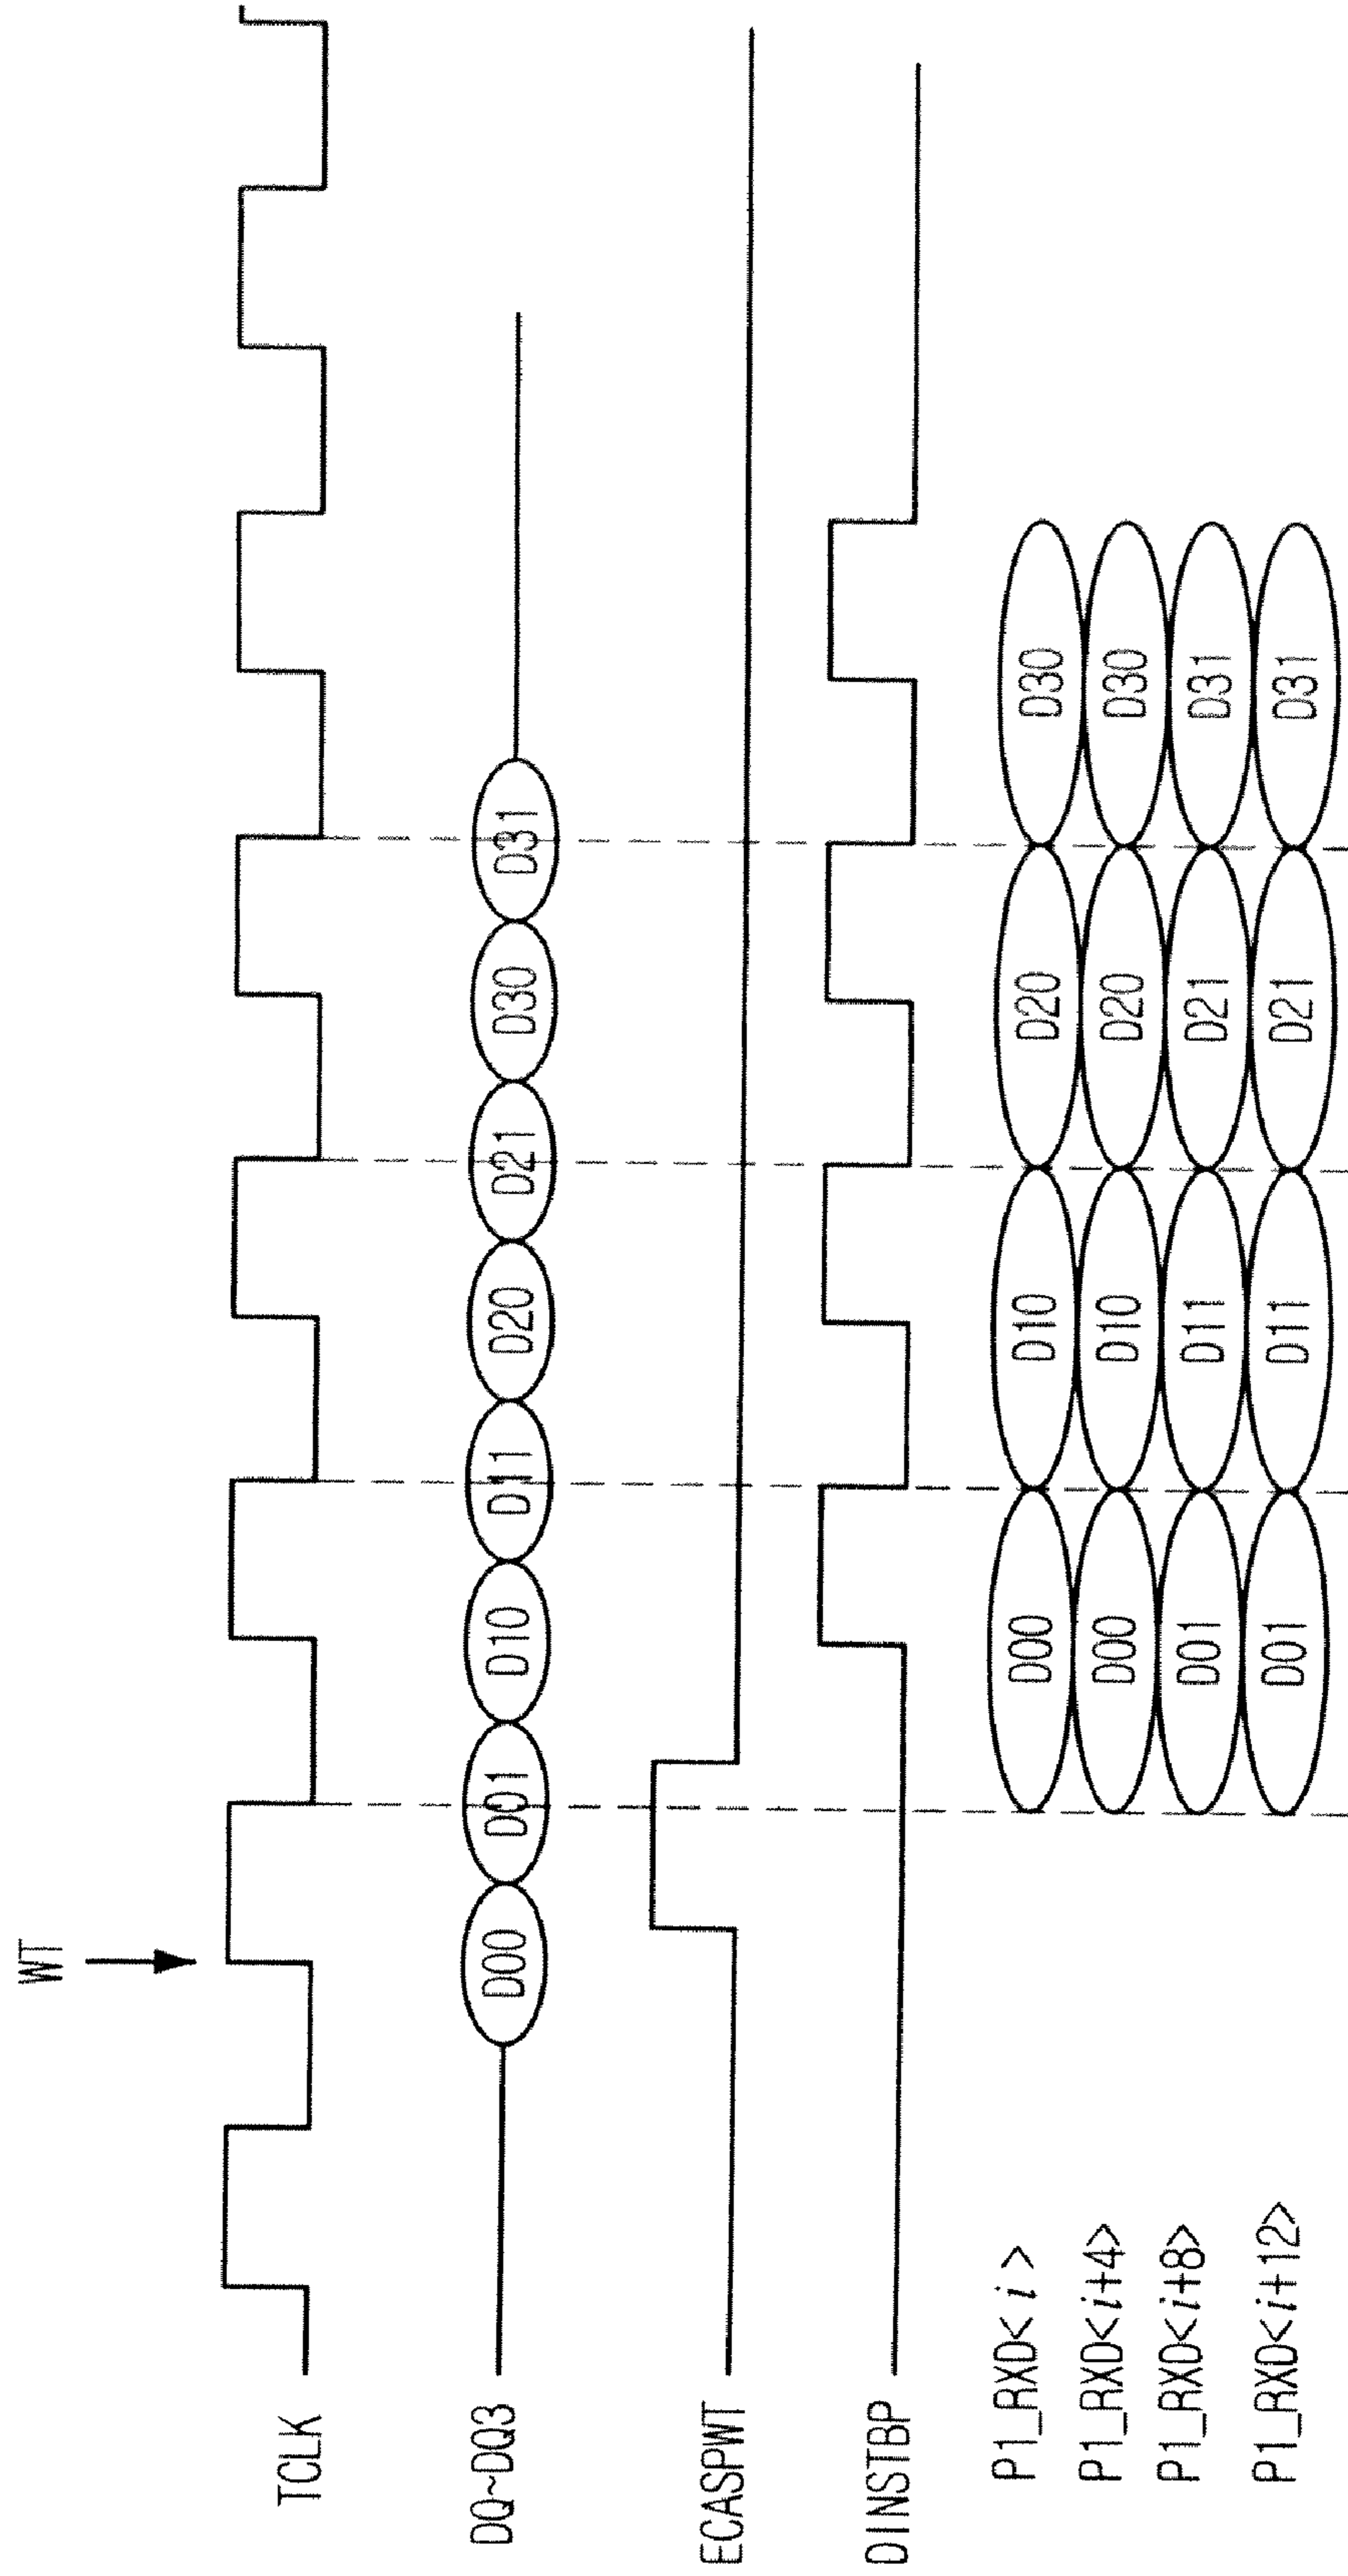 WT
TCLK
DQ~DQ3 D00 D01 D10 D11 D20 D21 D30 D31
ECASPWT
DINSTBP
P1_RXD<i> D00 D10 D20 D30
P1_RXD<i+4> D00 D10 D20 D30
P1_RXD<i+8> D01 D11 D21 D31
P1_RXD<i+12> D01 D11 D21 D31